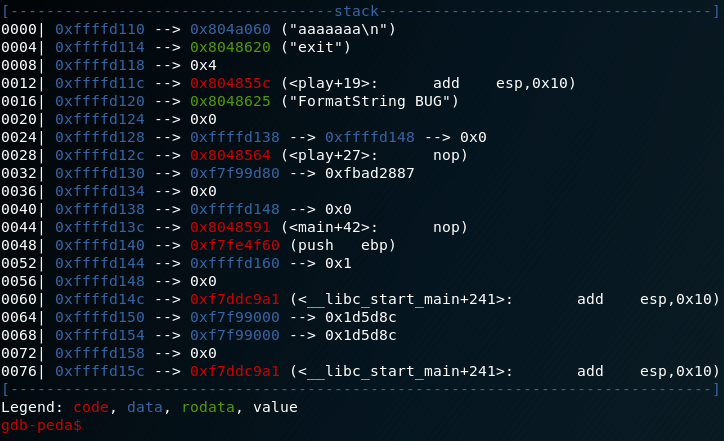 [------------------------------------stack-------------------------------------]
0000| 0xffffd110 --> 0x804a060 ("aaaaaaa\n")
0004| 0xffffd114 --> 0x8048620 ("exit")
0008| 0xffffd118 --> 0x4
0012| 0xffffd11c --> 0x804855c (<play+19>:      add    esp,0x10)
0016| 0xffffd120 --> 0x8048625 ("FormatString BUG")
0020| 0xffffd124 --> 0x0
0024| 0xffffd128 --> 0xffffd138 --> 0xffffd148 --> 0x0
0028| 0xffffd12c --> 0x8048564 (<play+27>:      nop)
0032| 0xffffd130 --> 0xf7f99d80 --> 0xfbad2887
0036| 0xffffd134 --> 0x0
0040| 0xffffd138 --> 0xffffd148 --> 0x0
0044| 0xffffd13c --> 0x8048591 (<main+42>:      nop)
0048| 0xffffd140 --> 0xf7fe4f60 (push   ebp)
0052| 0xffffd144 --> 0xffffd160 --> 0x1
0056| 0xffffd148 --> 0x0
0060| 0xffffd14c --> 0xf7ddc9a1 (<__libc_start_main+241>:       add    esp,0x10)
0064| 0xffffd150 --> 0xf7f99000 --> 0x1d5d8c
0068| 0xffffd154 --> 0xf7f99000 --> 0x1d5d8c
0072| 0xffffd158 --> 0x0
0076| 0xffffd15c --> 0xf7ddc9a1 (<__libc_start_main+241>:       add    esp,0x10)
[------------------------------------------------------------------------------]
Legend: code, data, rodata, value
gdb-peda$